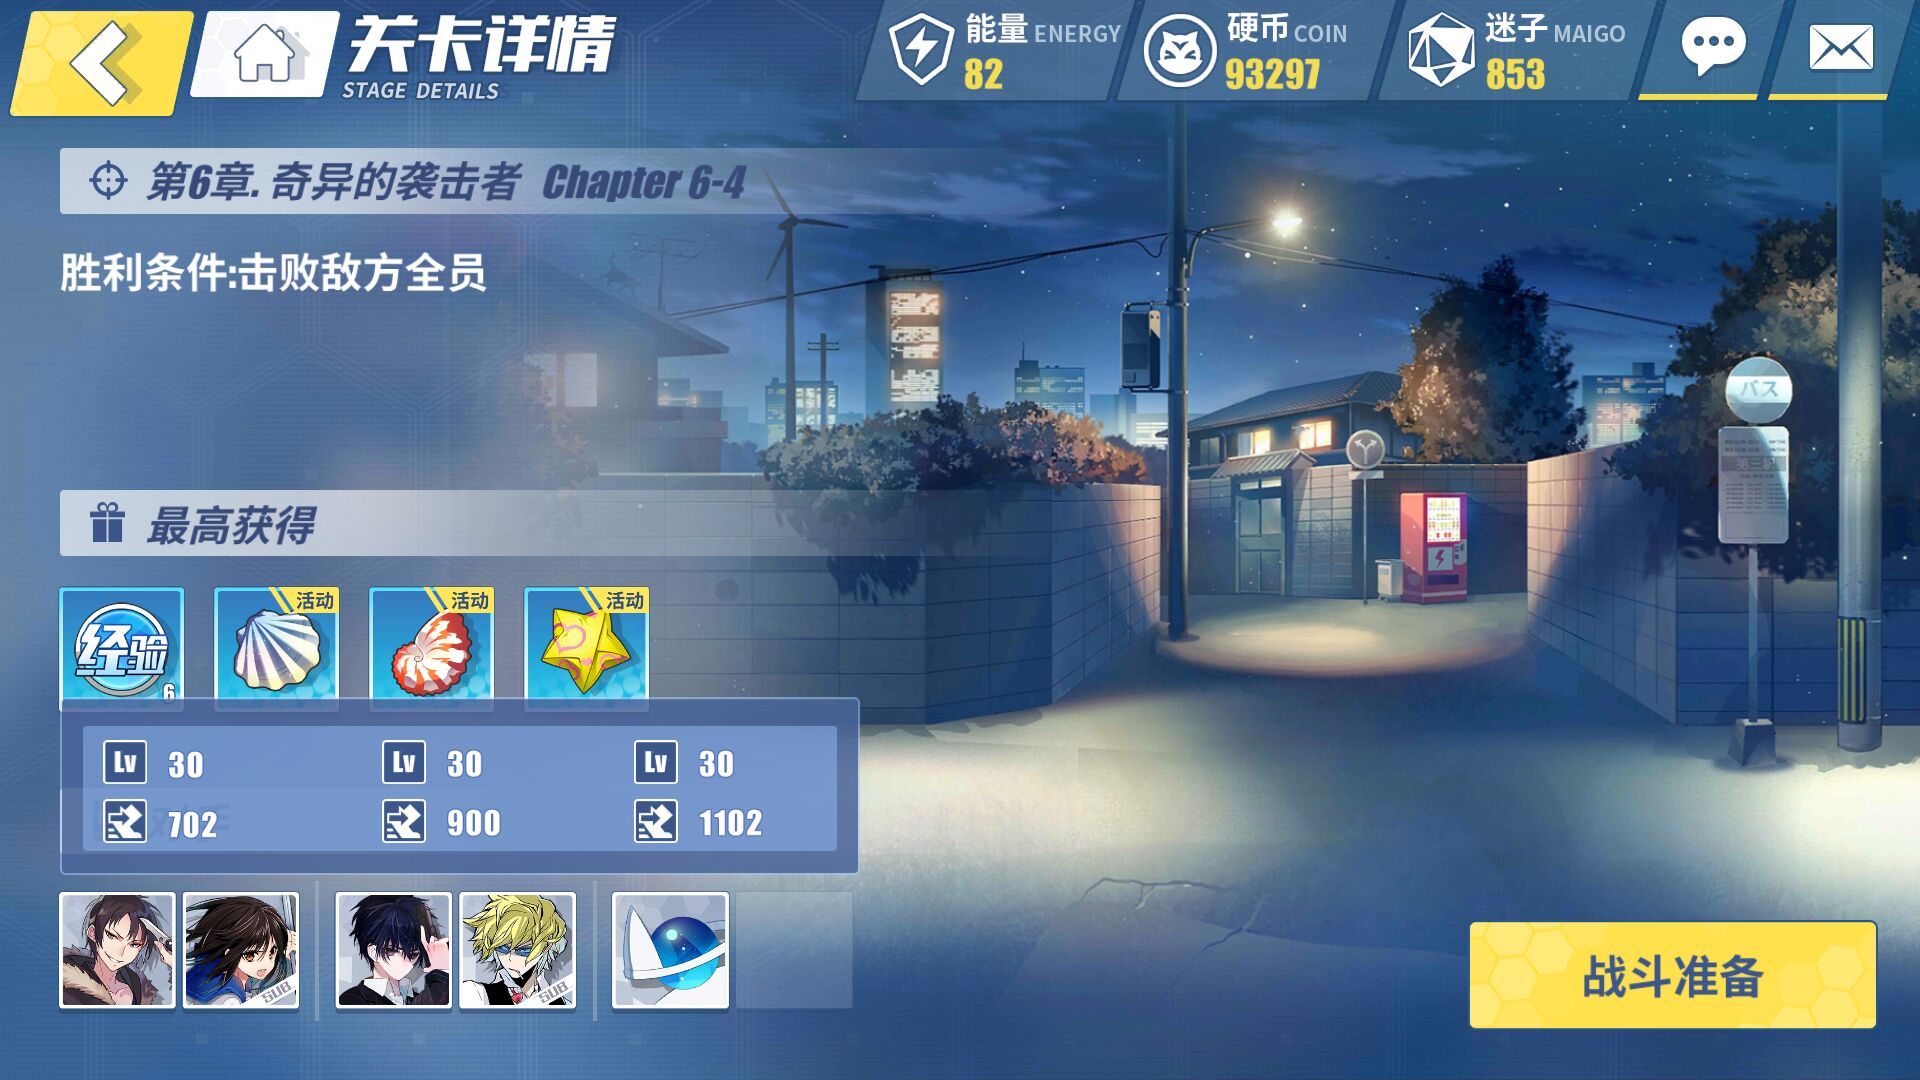 关卡详情
STAGE DETAILS
能量 ENERGY
82
硬币 COIN
93297
迷子 MAIGO
853
第6章. 奇异的袭击者 Chapter 6-4
胜利条件:击败敌方全员
バス
最高获得
经验
6
活动
活动
活动
Lv 30
Lv 30
Lv 30
702
900
1102
SUB
SUB
战斗准备